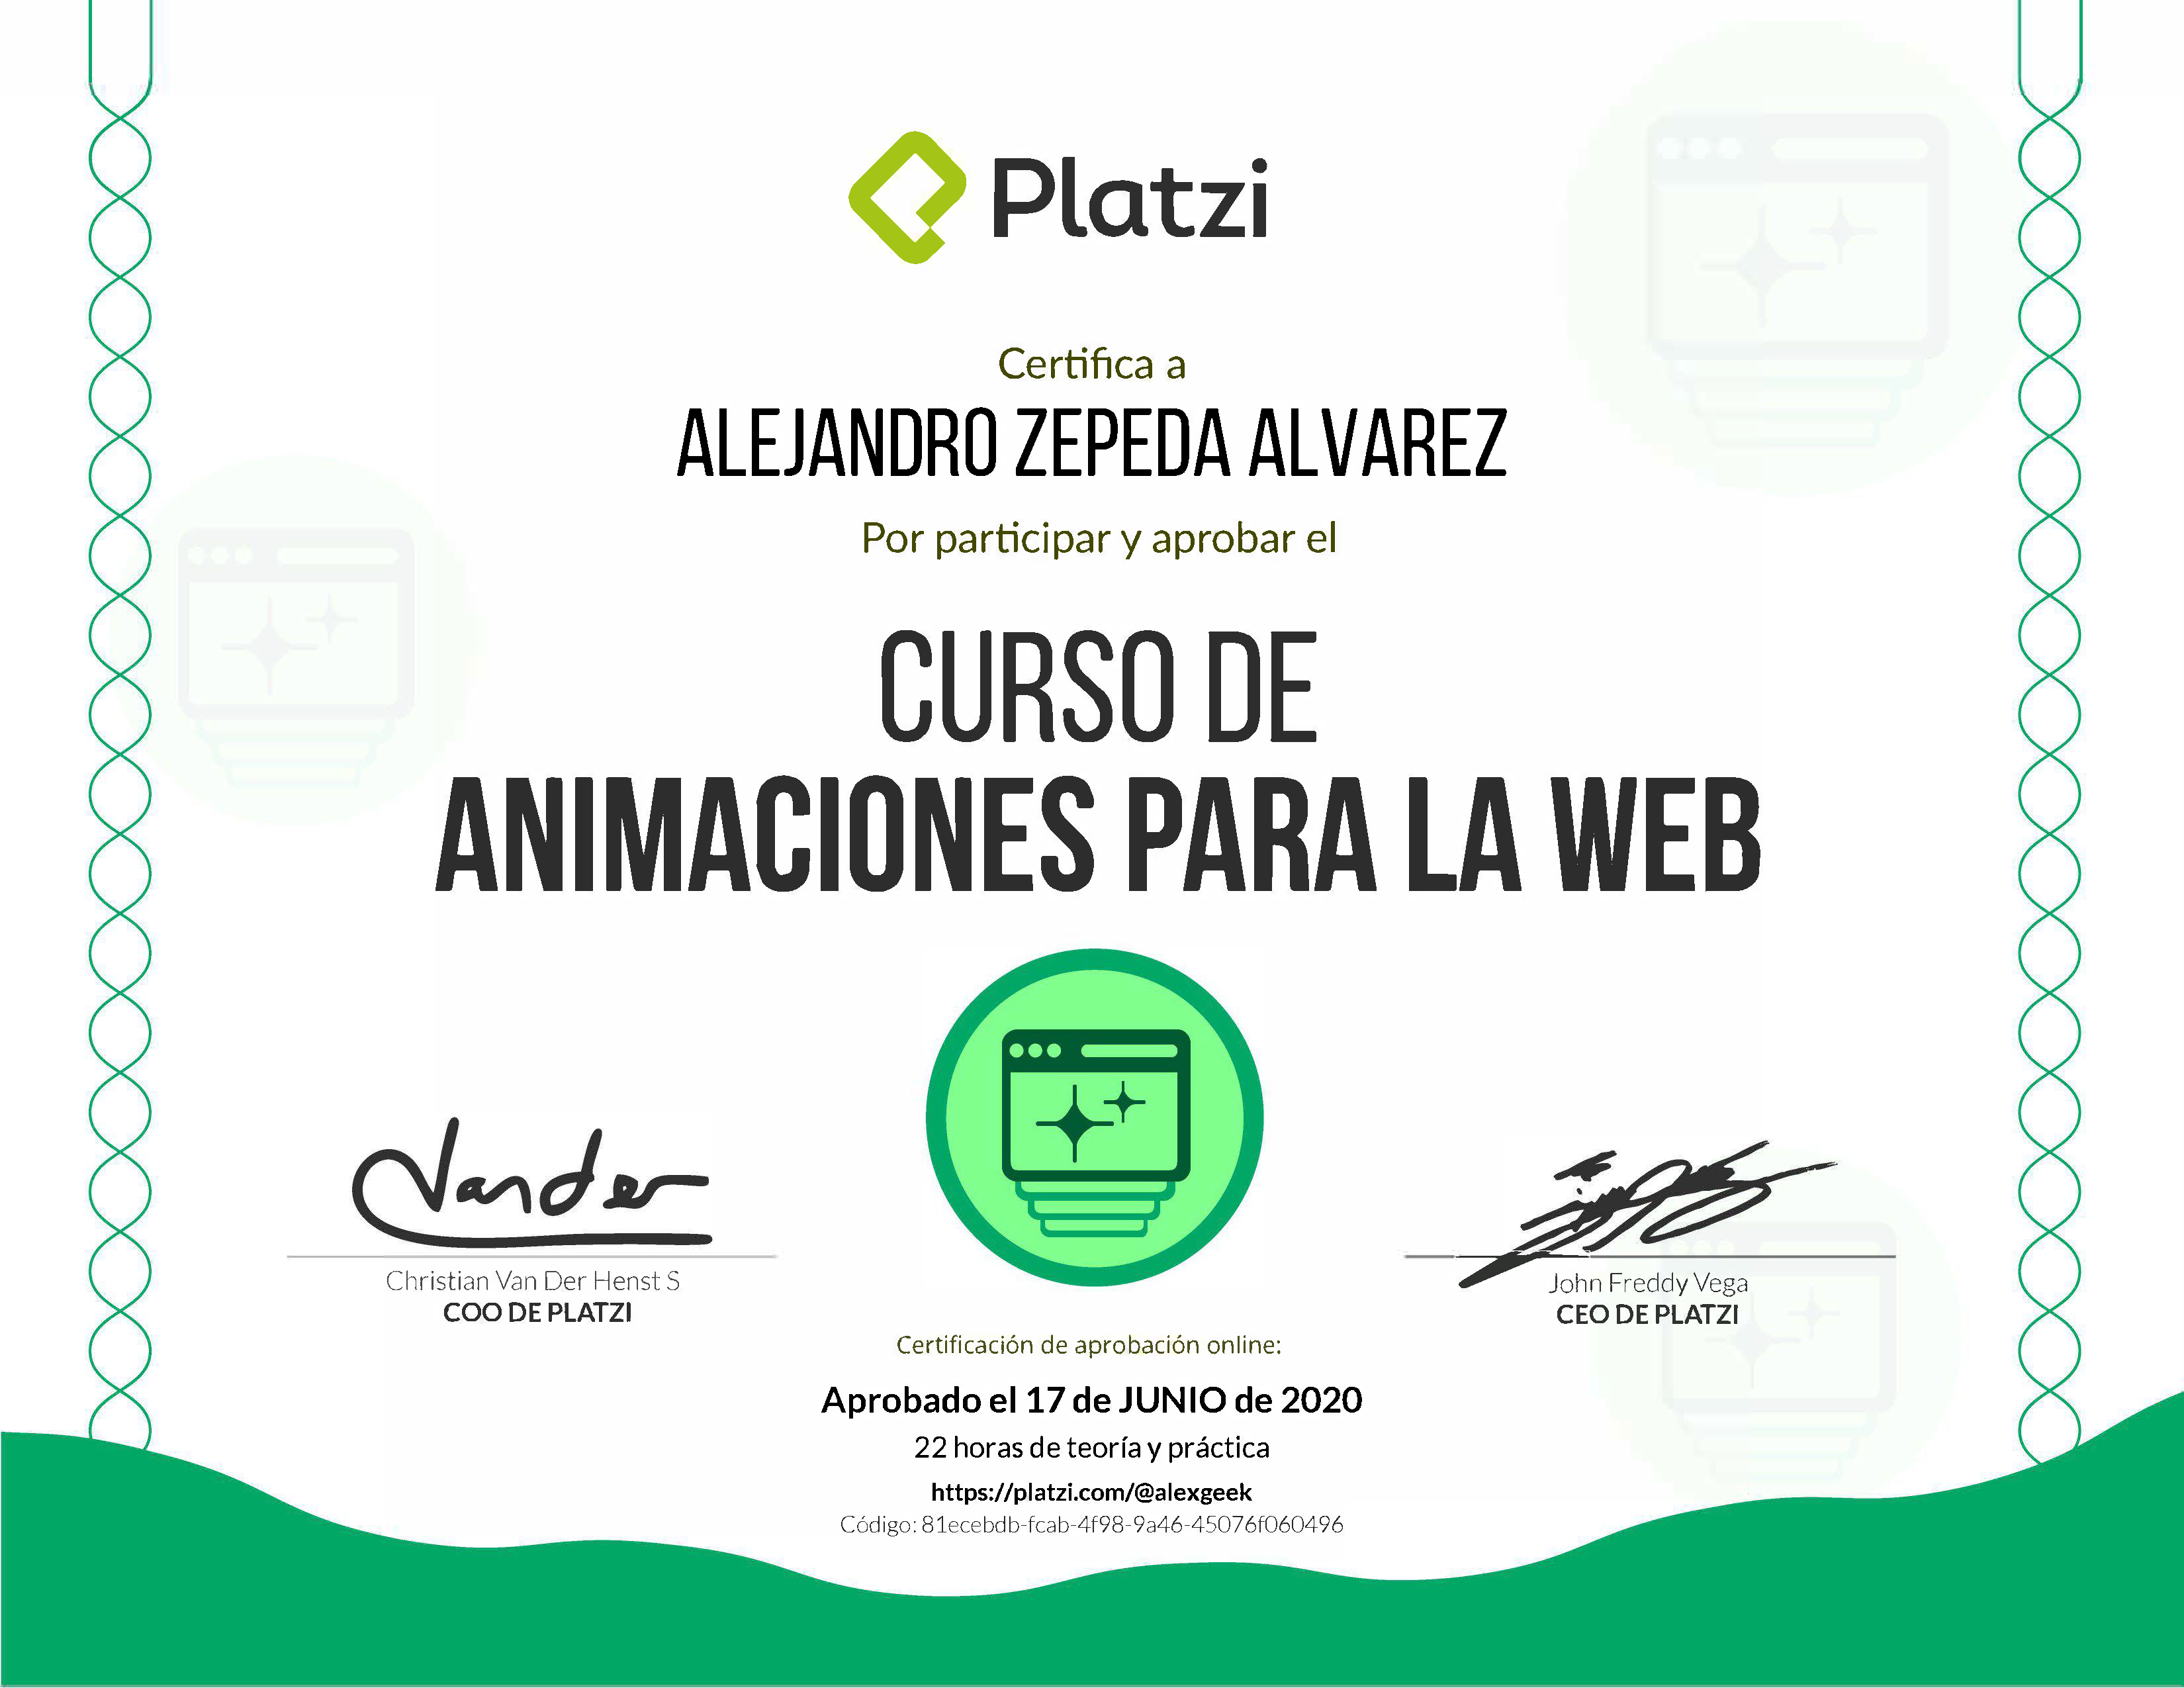 Platzi
Certifica a
ALEJANDRO ZEPEDA ALVAREZ
Por participar y aprobar el
CURSO DE
ANIMACIONES PARA LA WEB
Vander
Christian Van Der Henst S
COO DE PLATZI
John Freddy Vega
CEO DE PLATZI
Certificación de aprobación online:
Aprobado el 17 de JUNIO de 2020
22 horas de teoría y práctica
https://platzi.com/@alexgeek
Código: 81ecebdb-fcab-4f98-9a46-45076f060496